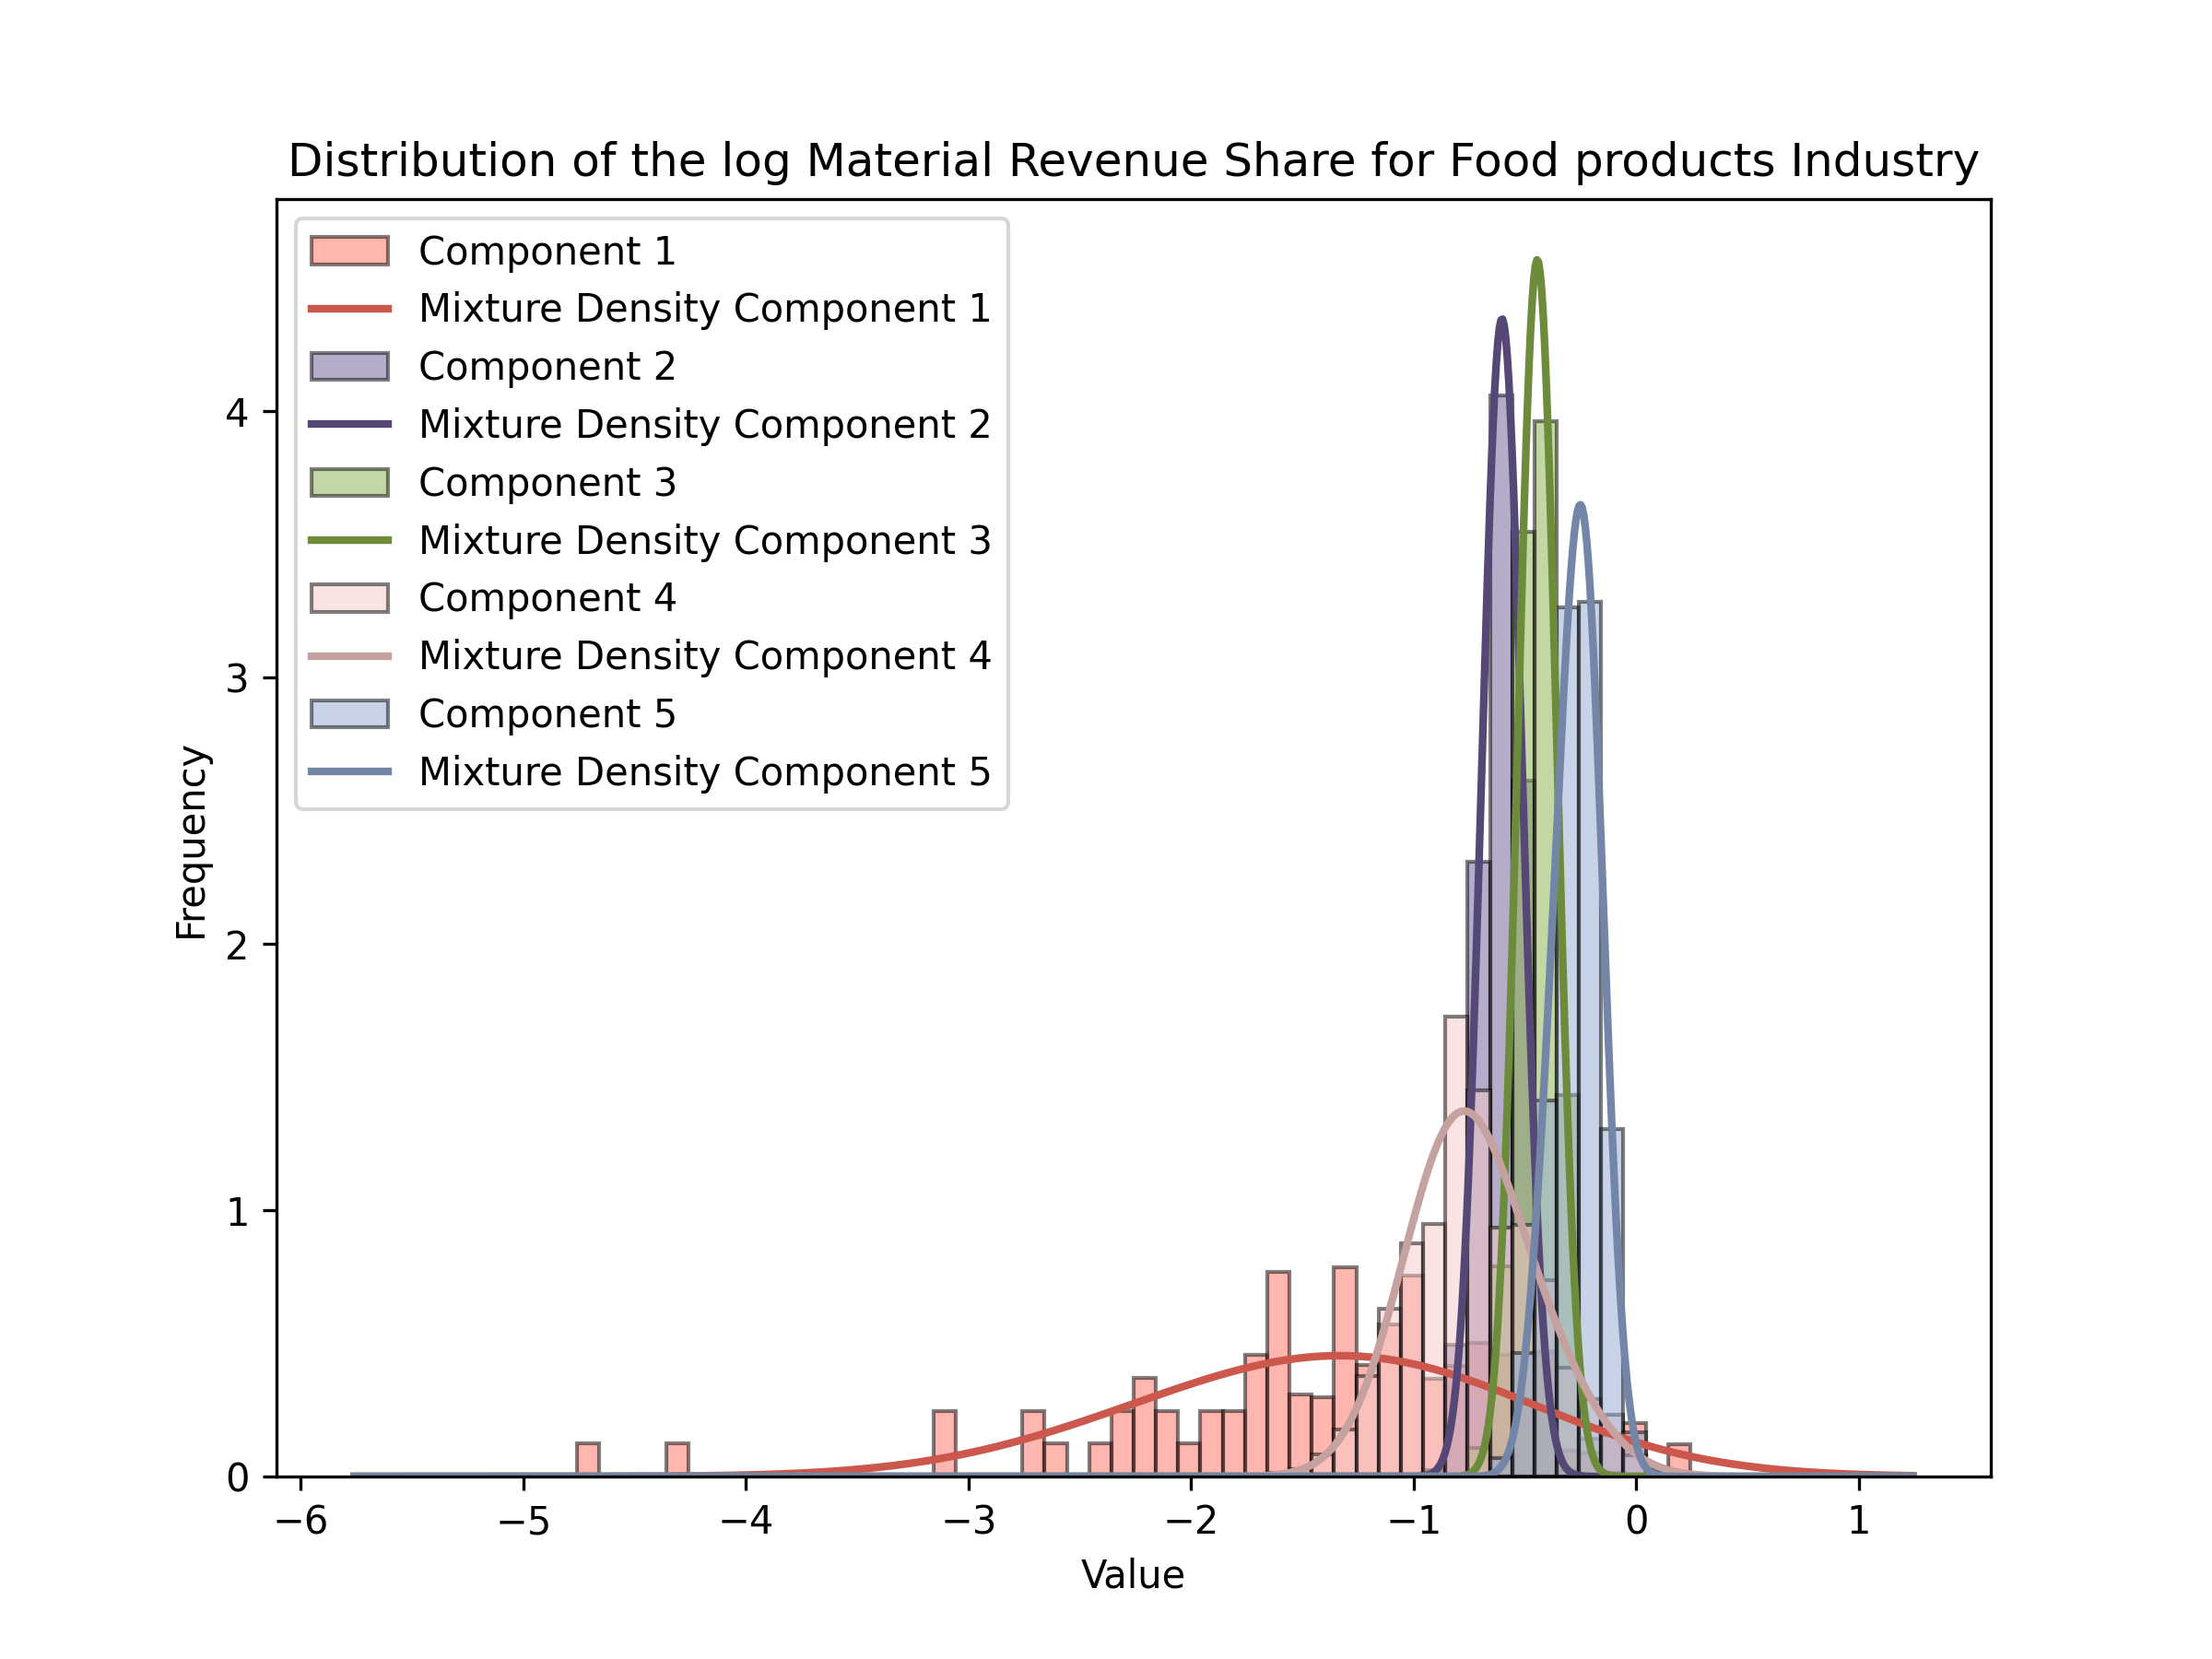 Distribution of the log Material Revenue Share for Food products Industry
Component 1
Mixture Density Component 1
Component 2
Mixture Density Component 2
Component 3
Mixture Density Component 3
Component 4
Mixture Density Component 4
Component 5
Mixture Density Component 5
Frequency
4
3
2
1
0
−6 −5 −4 −3 −2 −1 0 1
Value